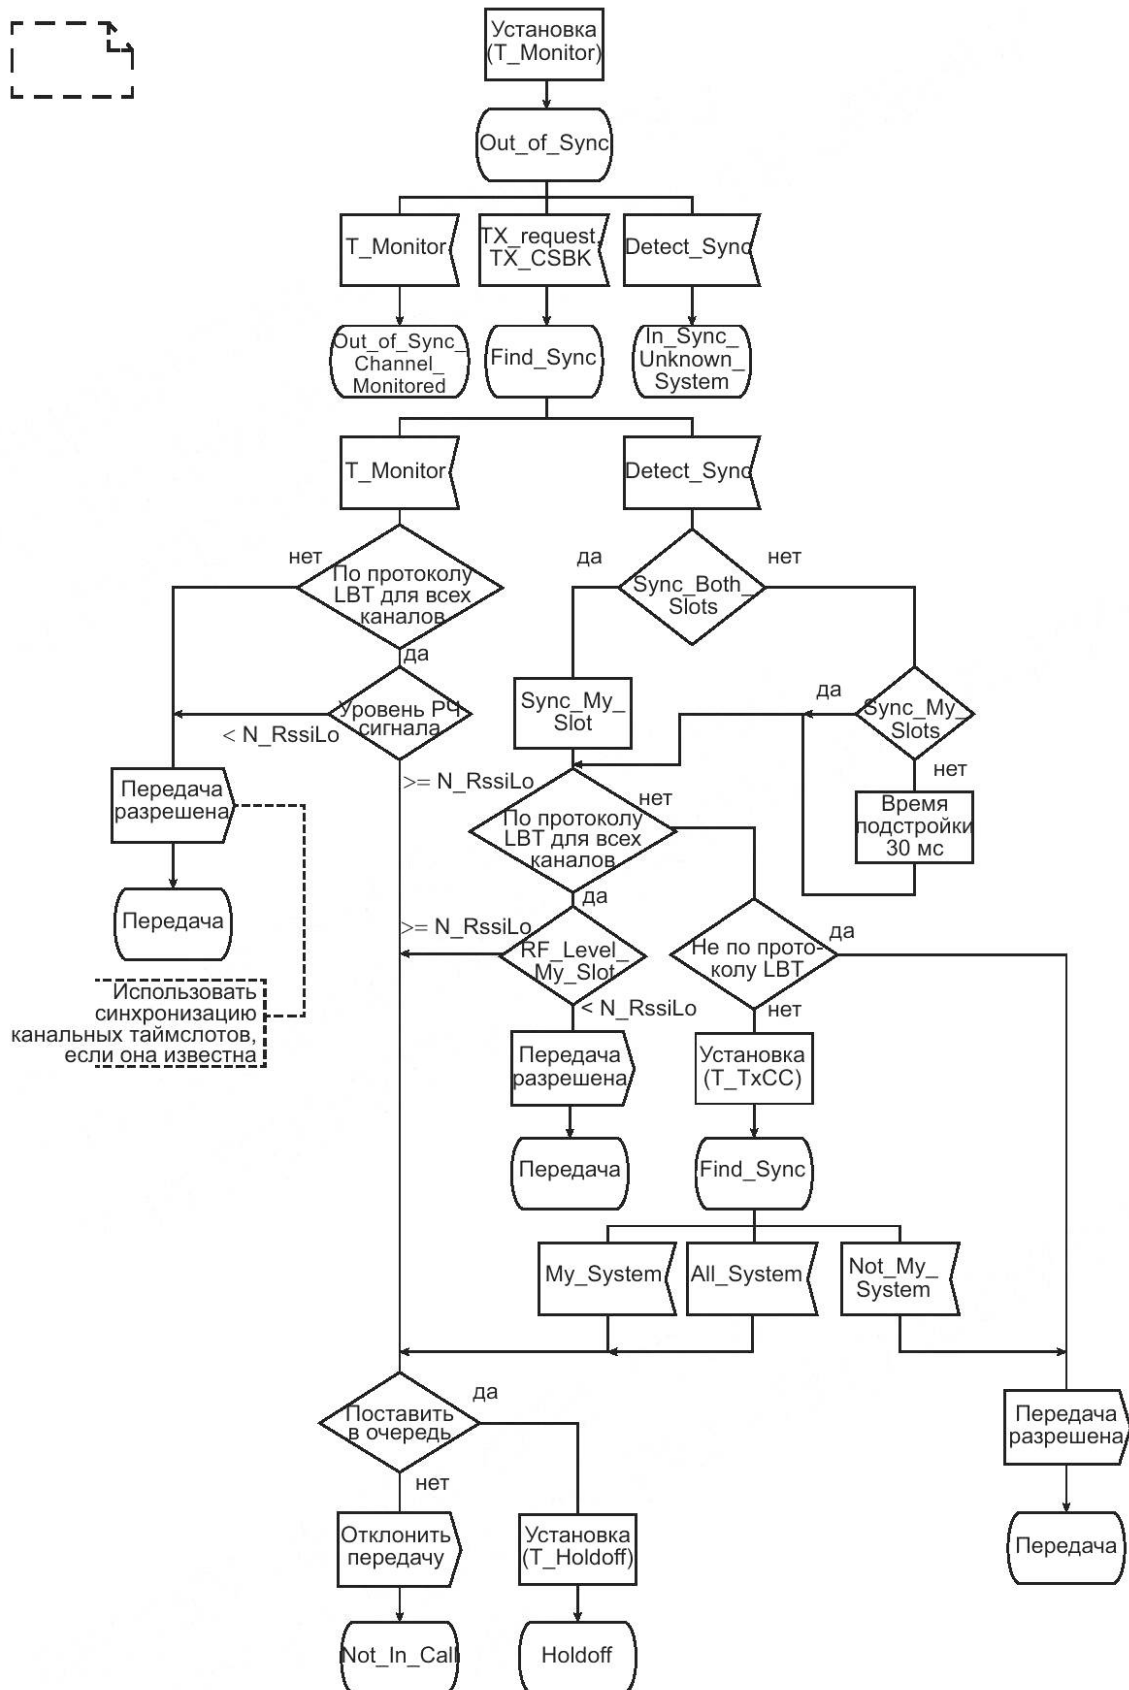 Установка
(T_Monitor)
Out_of_Sync
T_Monitor
TX_request,
TX_CSBK
Detect_Sync
Out_of_Sync_
Channel_
Monitored
Find_Sync
In_Sync_
Unknown_
System
T_Monitor
Detect_Sync
нет
По протоколу
LBT для всех
каналов
да
да
Sync_Both_
Slots
нет
Уровень РЧ
сигнала
< N_RssiLo
>= N_RssiLo
Sync_My_
Slot
да
Sync_My_
Slots
нет
Время
подстройки
30 мс
Передача
разрешена
Передача
Использовать
синхронизацию
канальных таймслотов,
если она известна
По протоколу
LBT для всех
каналов
нет
да
>= N_RssiLo
RF_Level_
My_Slot
< N_RssiLo
Не по прото-
колу LBT
да
нет
Передача
разрешена
Передача
Установка
(T_TxCC)
Find_Sync
My_System
All_System
Not_My_
System
Поставить
в очередь
да
нет
Передача
разрешена
Передача
Отклонить
передачу
Not_In_Call
Установка
(T_Holdoff)
Holdoff